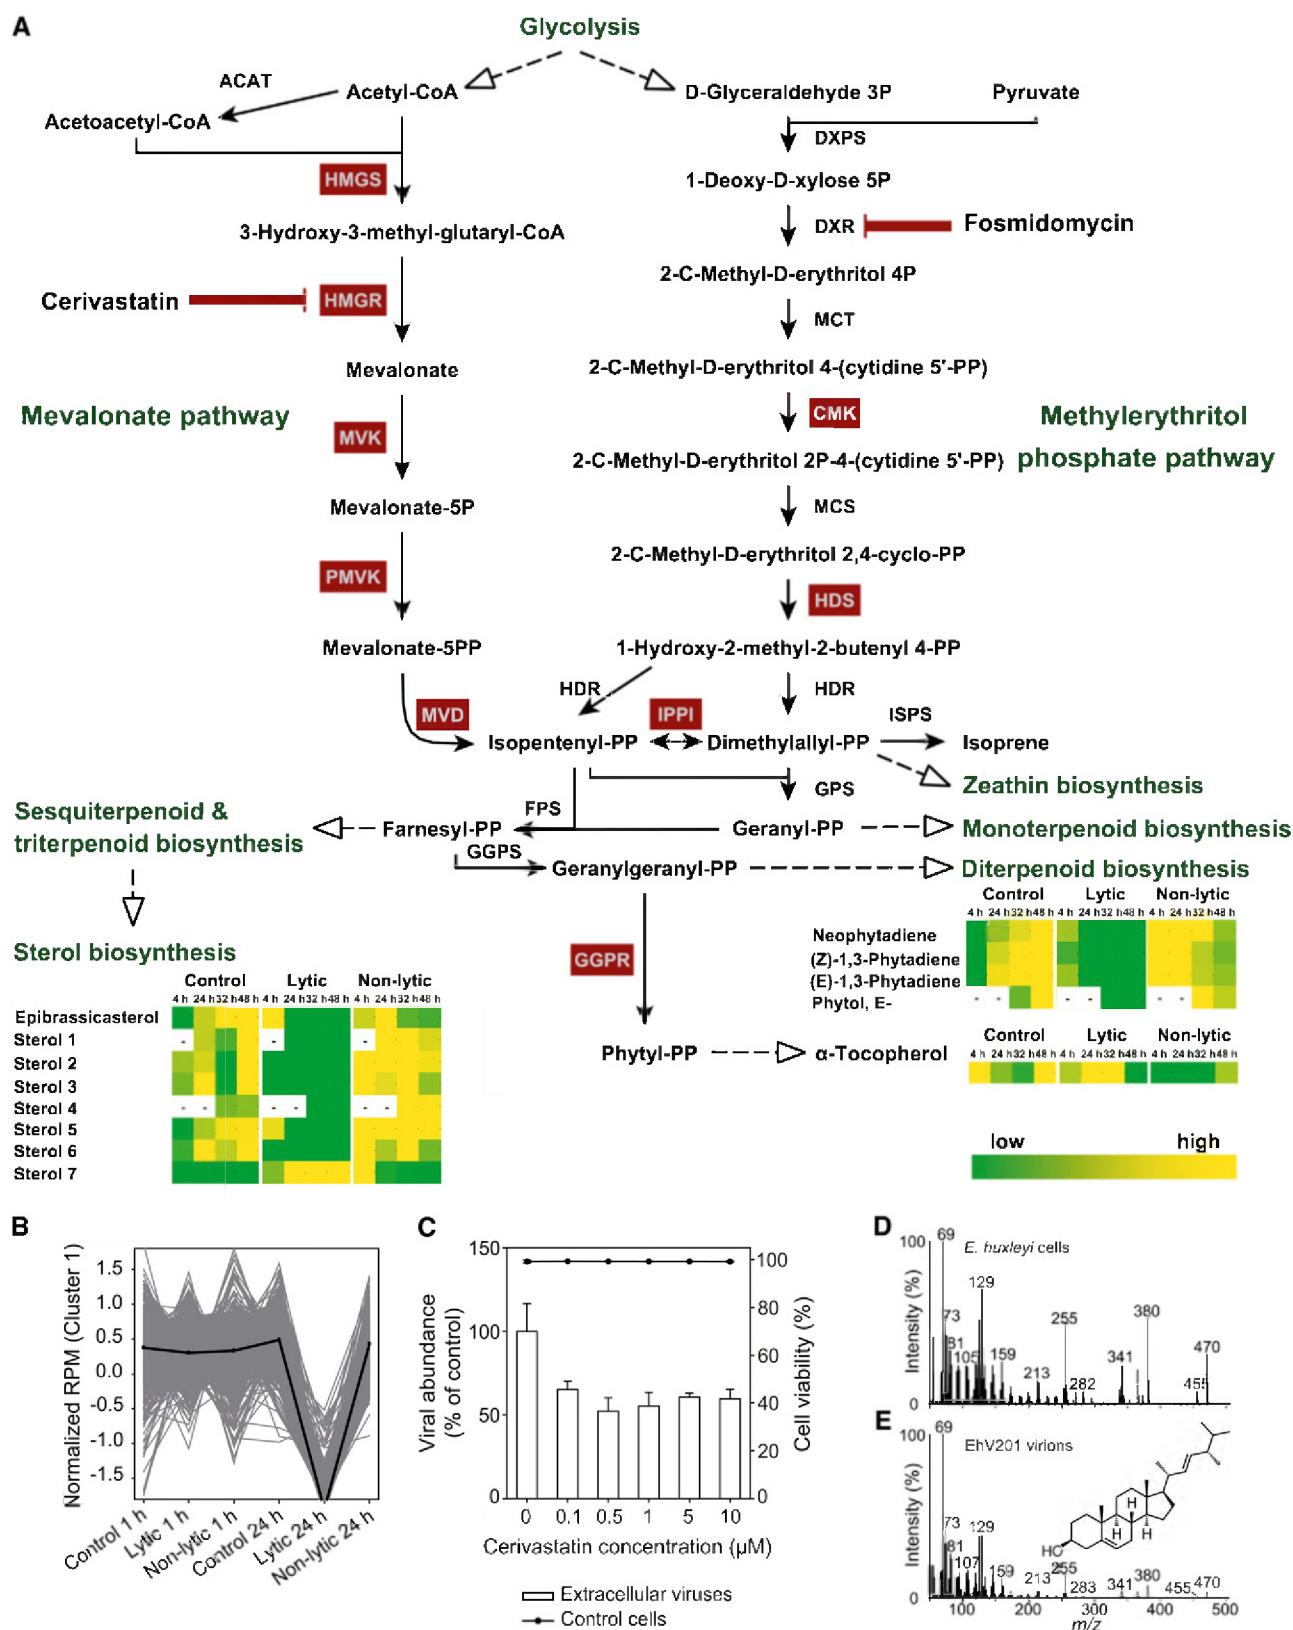 A
Glycolysis
ACAT
Acetyl-CoA
D-Glyceraldehyde 3P
Pyruvate
Acetoacetyl-CoA
DXPS
HMGS
1-Deoxy-D-xylose 5P
3-Hydroxy-3-methyl-glutaryl-CoA
DXR
Fosmidomycin
2-C-Methyl-D-erythritol 4P
Cerivastatin
HMGR
MCT
Mevalonate
2-C-Methyl-D-erythritol 4-(cytidine 5'-PP)
Mevalonate pathway
CMK
Methylerythritol
phosphate pathway
MVK
2-C-Methyl-D-erythritol 2P-4-(cytidine 5'-PP)
Mevalonate-5P
MCS
2-C-Methyl-D-erythritol 2,4-cyclo-PP
PMVK
HDS
Mevalonate-5PP
1-Hydroxy-2-methyl-2-butenyl 4-PP
HDR
HDR
MVD
IPPI
ISPS
Isopentenyl-PP
Dimethylallyl-PP
Isoprene
Zeathin biosynthesis
GPS
Sesquiterpenoid &
triterpenoid biosynthesis
FPS
Farnesyl-PP
Geranyl-PP
Monoterpenoid biosynthesis
GGPS
Geranylgeranyl-PP
Diterpenoid biosynthesis
Control Lytic Non-lytic
4 h 24 h 32 h 48 h 4 h 24 h 32 h 48 h 4 h 24 h 32 h 48 h
Neophytadiene
(Z)-1,3-Phytadiene
(E)-1,3-Phytadiene
Phytol, E-
- - - - - -
GGPR
Sterol biosynthesis
Control Lytic Non-lytic
4 h 24 h 32 h 48 h 4 h 24 h 32 h 48 h 4 h 24 h 32 h 48 h
Epibrassicasterol
Sterol 1 - - -
Sterol 2
Sterol 3
Sterol 4 - - - - - -
Sterol 5
Sterol 6
Sterol 7
Phytyl-PP
α-Tocopherol
Control Lytic Non-lytic
4 h 24 h 32 h 48 h 4 h 24 h 32 h 48 h 4 h 24 h 32 h 48 h
low high
B
Normalized RPM (Cluster 1)
1.5
1.0
0.5
0.0
-0.5
-1.0
-1.5
Control 1 h
Lytic 1 h
Non-lytic 1 h
Control 24 h
Lytic 24 h
Non-lytic 24 h
C
Viral abundance
(% of control)
150
100
50
0
100
80
60
40
20
0
Cell viability (%)
0 0.1 0.5 1 5 10
Cerivastatin concentration (µM)
Extracellular viruses
Control cells
D
E. huxleyi cells
Intensity (%)
100
0
69
73
81
105
129
159
213
255
282
341
380
455
470
E
EhV201 virions
Intensity (%)
100
0
69
73
81
107
129
159
213
255
283
341
380
455
470
HO
H
H
H
100 200 300 400 500
m/z